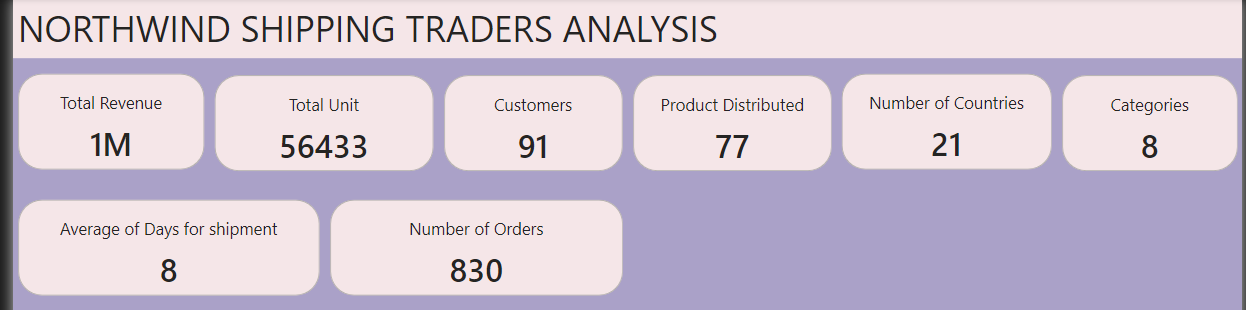 NORTHWIND SHIPPING TRADERS ANALYSIS
Total Revenue
1M
Total Unit
56433
Customers
91
Product Distributed
77
Number of Countries
21
Categories
8
Average of Days for shipment
8
Number of Orders
830